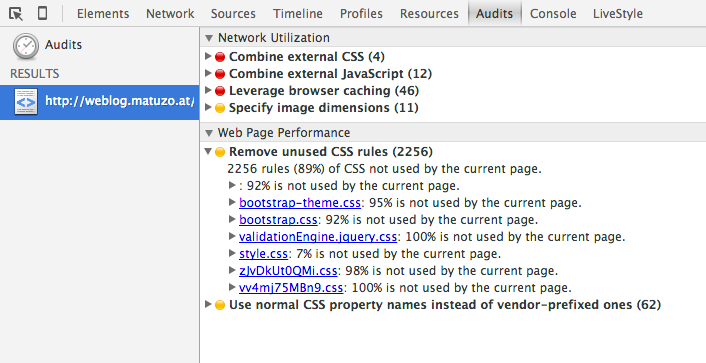 Elements Network Sources Timeline Profiles Resources Audits Console LiveStyle
Audits
RESULTS
http://weblog.matuzo.at/
Network Utilization
Combine external CSS (4)
Combine external JavaScript (12)
Leverage browser caching (46)
Specify image dimensions (11)
Web Page Performance
Remove unused CSS rules (2256)
2256 rules (89%) of CSS not used by the current page.
: 92% is not used by the current page.
bootstrap-theme.css: 95% is not used by the current page.
bootstrap.css: 92% is not used by the current page.
validationEngine.jquery.css: 100% is not used by the current page.
style.css: 7% is not used by the current page.
zJvDkUt0QMi.css: 98% is not used by the current page.
vv4mj75MBn9.css: 100% is not used by the current page.
Use normal CSS property names instead of vendor-prefixed ones (62)